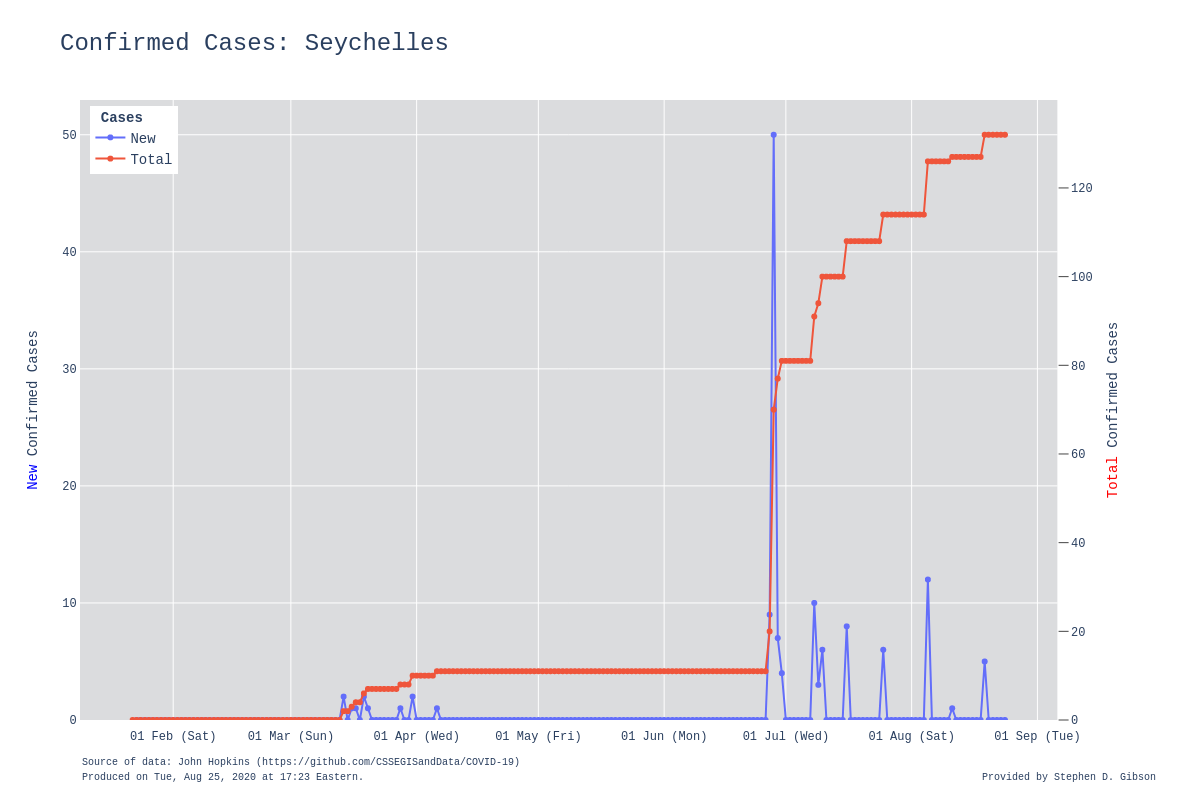 Confirmed Cases: Seychelles
Cases
New
Total
50
40
30
20
10
0
New Confirmed Cases
120
100
80
60
40
20
0
Total Confirmed Cases
01 Feb (Sat) 01 Mar (Sun) 01 Apr (Wed) 01 May (Fri) 01 Jun (Mon) 01 Jul (Wed) 01 Aug (Sat) 01 Sep (Tue)
Source of data: John Hopkins (https://github.com/CSSEGISandData/COVID-19)
Produced on Tue, Aug 25, 2020 at 17:23 Eastern.
Provided by Stephen D. Gibson